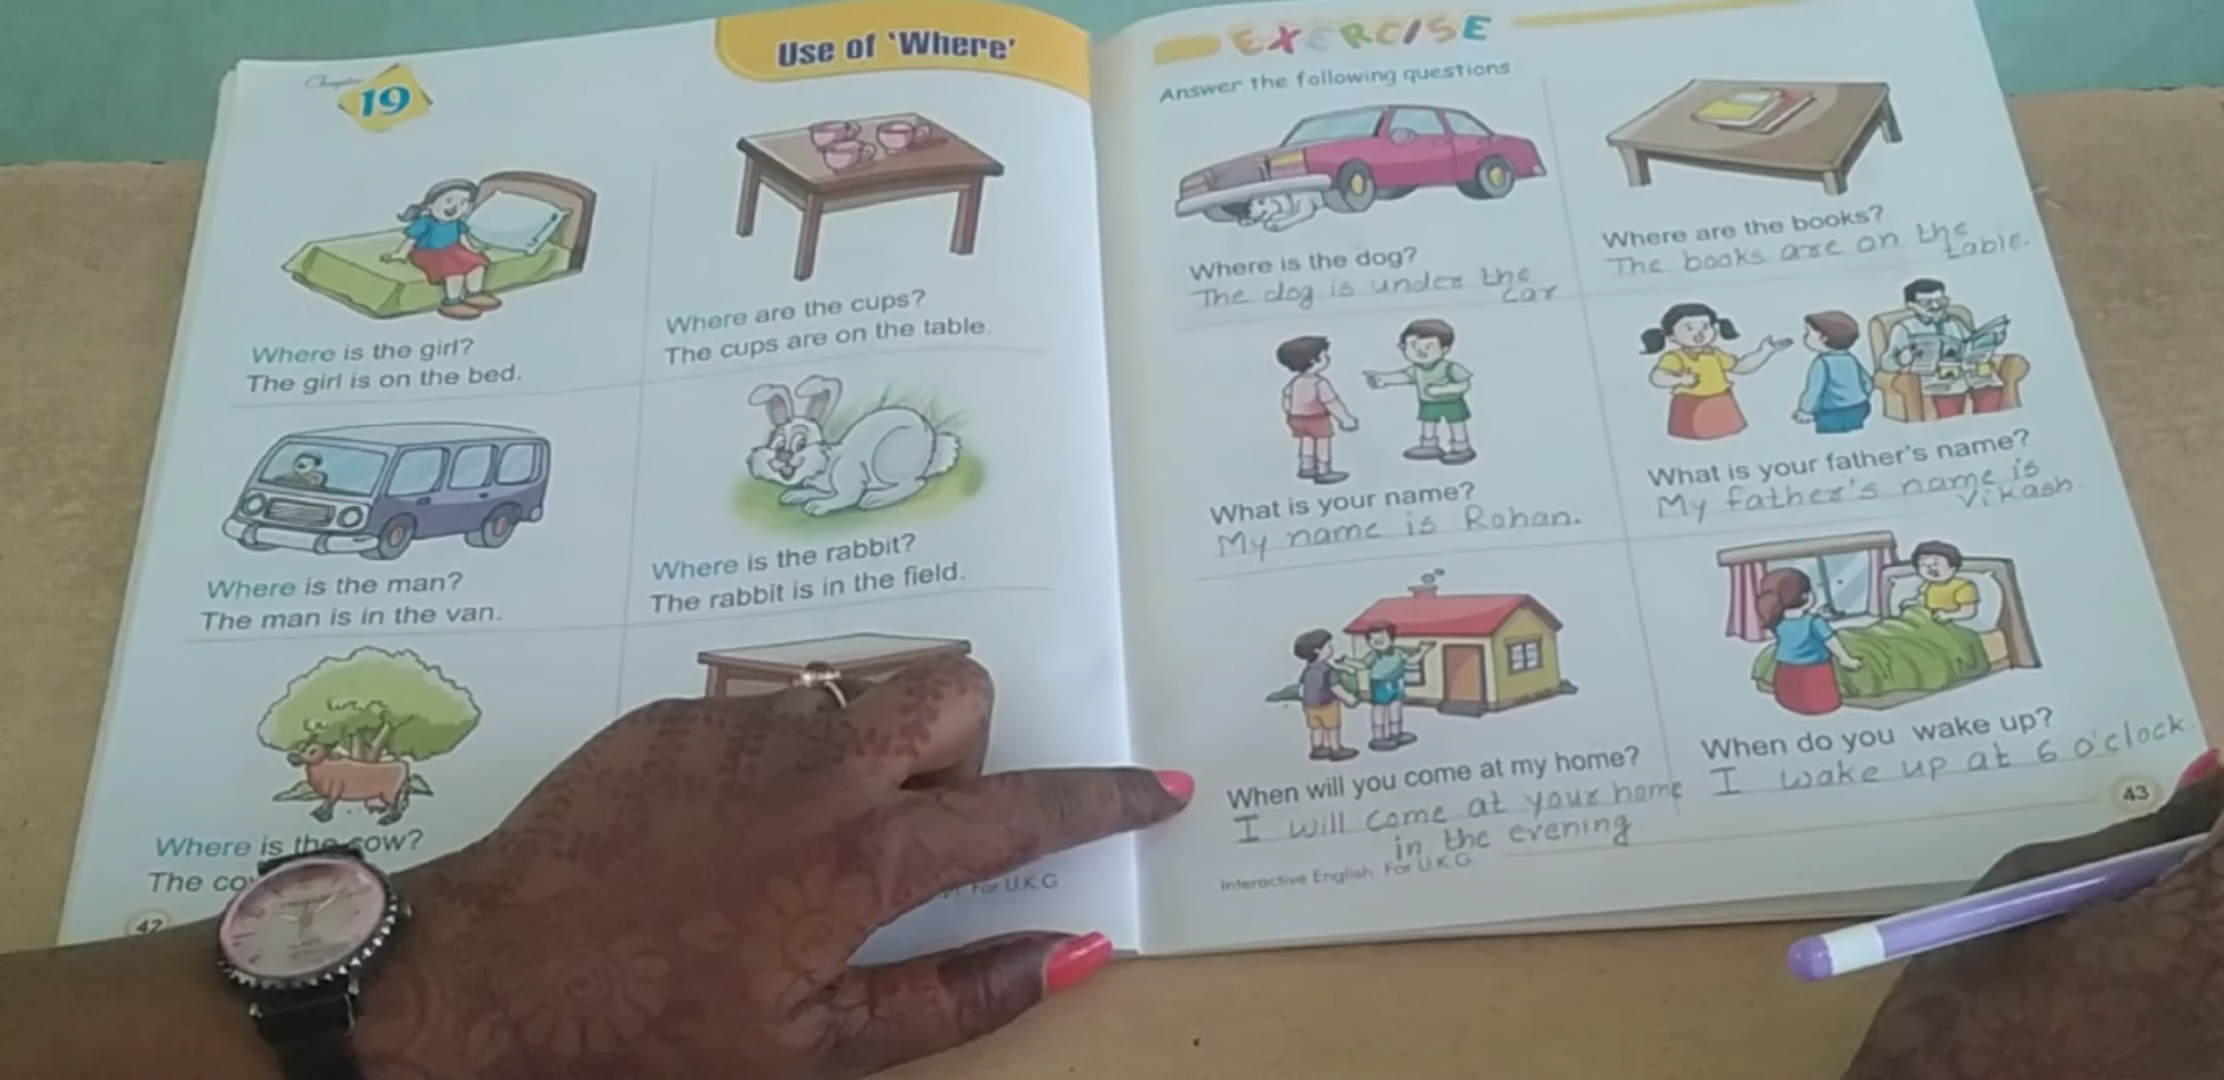 Chapter
19
Use of 'Where'
Where is the girl?
The girl is on the bed.
Where are the cups?
The cups are on the table.
Where is the man?
The man is in the van.
Where is the rabbit?
The rabbit is in the field.
Where is the cow?
The
42
For U.K.G
EXERCISE
Answer the following questions
Where is the dog?
The dog is under the
car
Where are the books?
The books are on the
table.
What is your name?
My name is Rohan.
What is your father's name?
My father's name is
Vikash.
When will you come at my home?
I will come at your home
in the evening
When do you wake up?
I wake up at 6 o'clock.
Interactive English For U.K.G
43